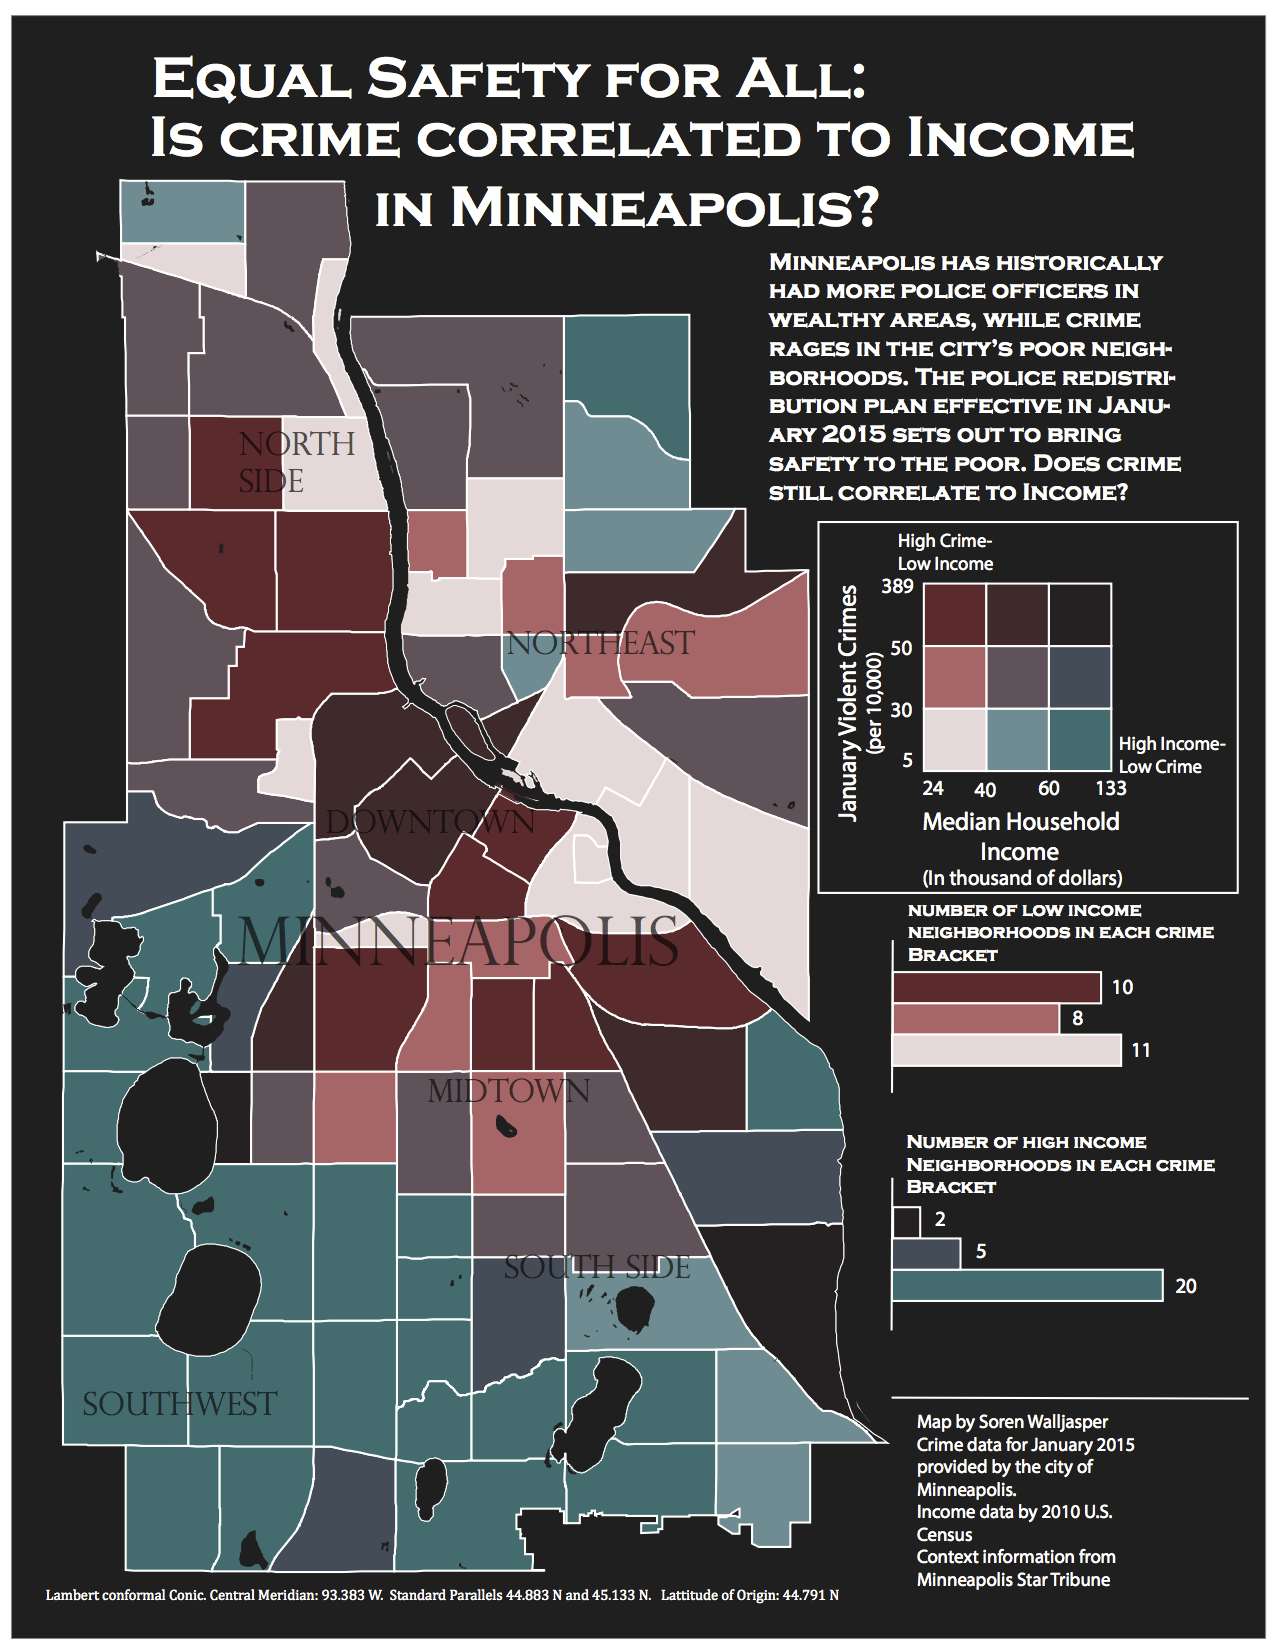 Equal Safety for All:
Is crime correlated to Income
in Minneapolis?
Minneapolis has historically
had more police officers in
wealthy areas, while crime
rages in the city's poor neigh-
borhoods. The police redistri-
bution plan effective in Janu-
ary 2015 sets out to bring
safety to the poor. Does crime
still correlate to Income?
NORTH
SIDE
NORTHEAST
DOWNTOWN
MINNEAPOLIS
MIDTOWN
SOUTH SIDE
SOUTHWEST
High Crime-
Low Income
389
50
30
5
January Violent Crimes
(per 10,000)
High Income-
Low Crime
24 40 60 133
Median Household
Income
(In thousand of dollars)
number of low income
neighborhoods in each crime
Bracket
10
8
11
Number of high income
Neighborhoods in each crime
Bracket
2
5
20
Map by Soren Walljasper
Crime data for January 2015
provided by the city of
Minneapolis.
Income data by 2010 U.S.
Census
Context information from
Minneapolis Star Tribune
Lambert conformal Conic. Central Meridian: 93.383 W. Standard Parallels 44.883 N and 45.133 N. Lattitude of Origin: 44.791 N